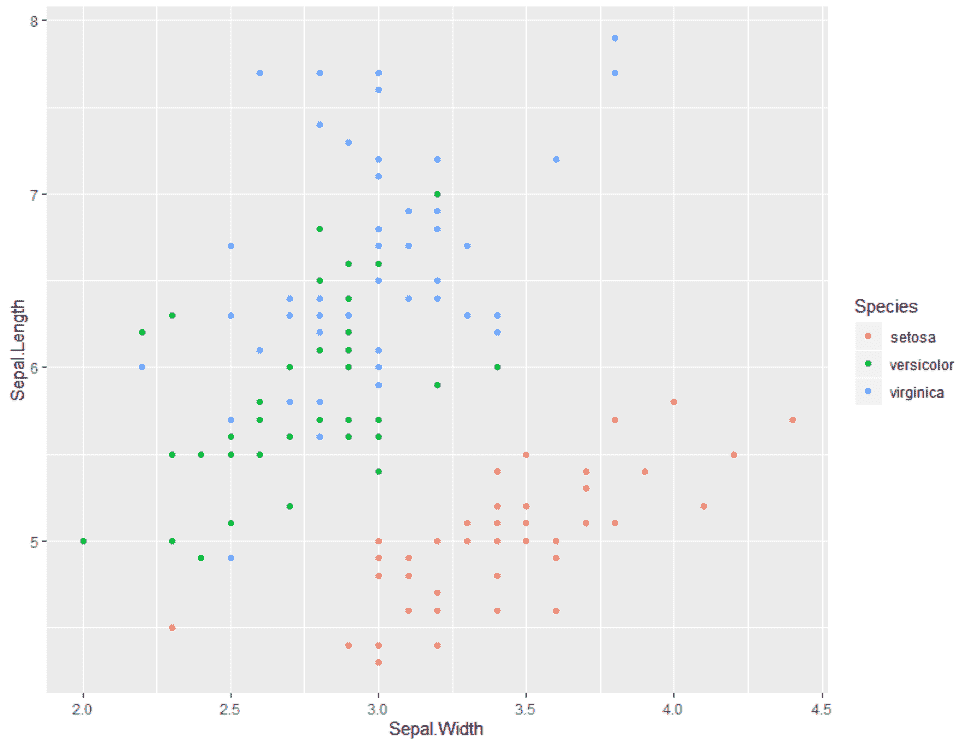 8
7
6
5
Sepal.Length
2.0 2.5 3.0 3.5 4.0 4.5
Sepal.Width
Species
setosa
versicolor
virginica